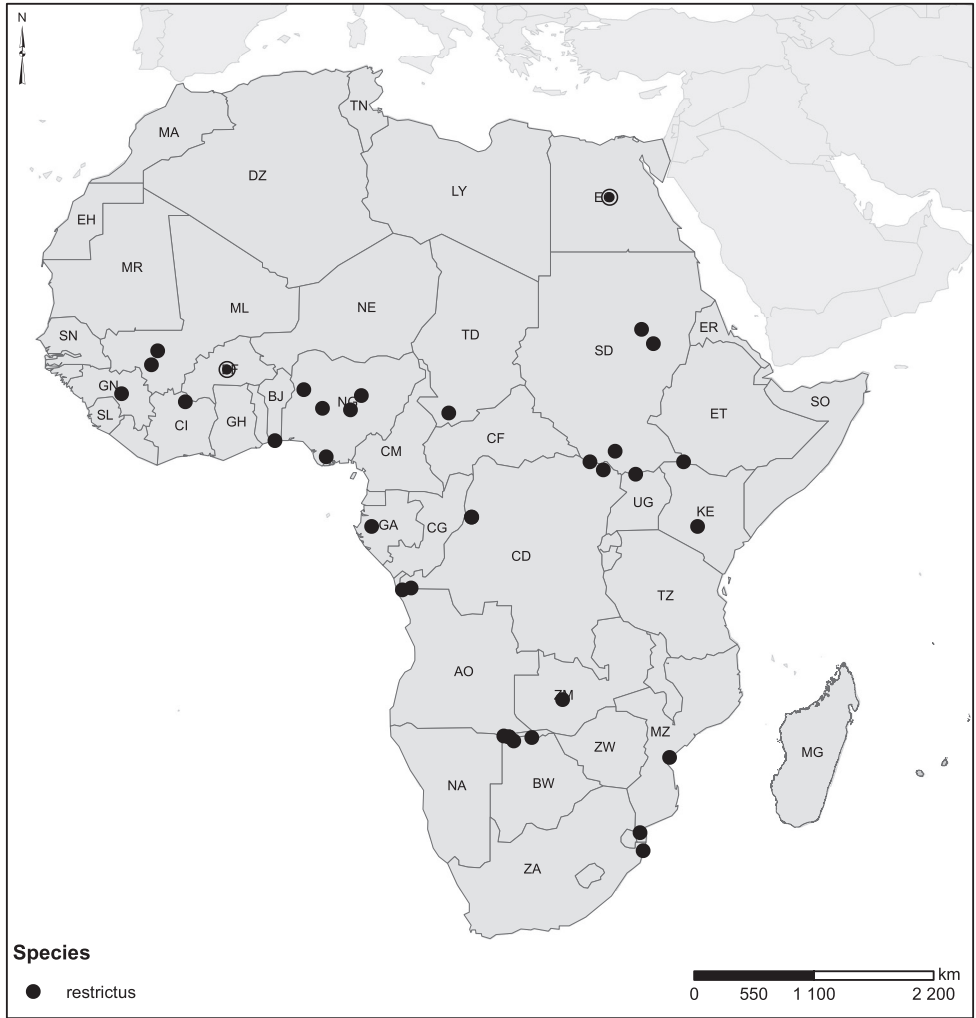 N
TN
MA
DZ
LY
E
EH
MR
ML
NE
TD
SN
SD
ER
GN
BJ
NG
SL
CI
GH
CM
CF
ET
SO
UG
KE
GA
CG
CD
TZ
AO
ZM
MZ
ZW
MG
NA
BW
ZA
Species
restrictus
km
0 550 1 100 2 200